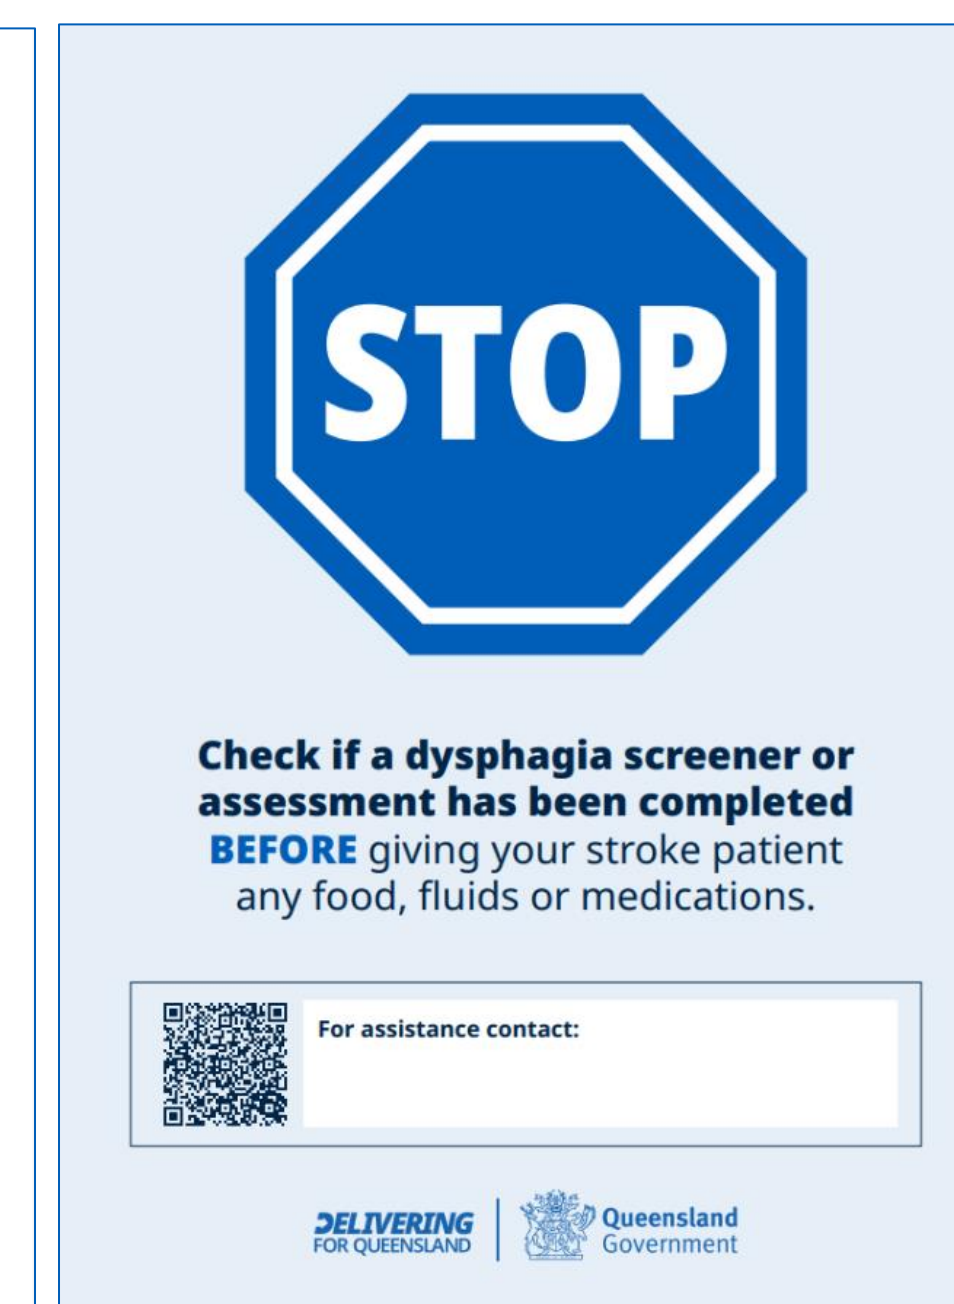 STOP
Check if a dysphagia screener or
assessment has been completed
BEFORE giving your stroke patient
any food, fluids or medications.
For assistance contact:
DELIVERING
FOR QUEENSLAND
Queensland
Government